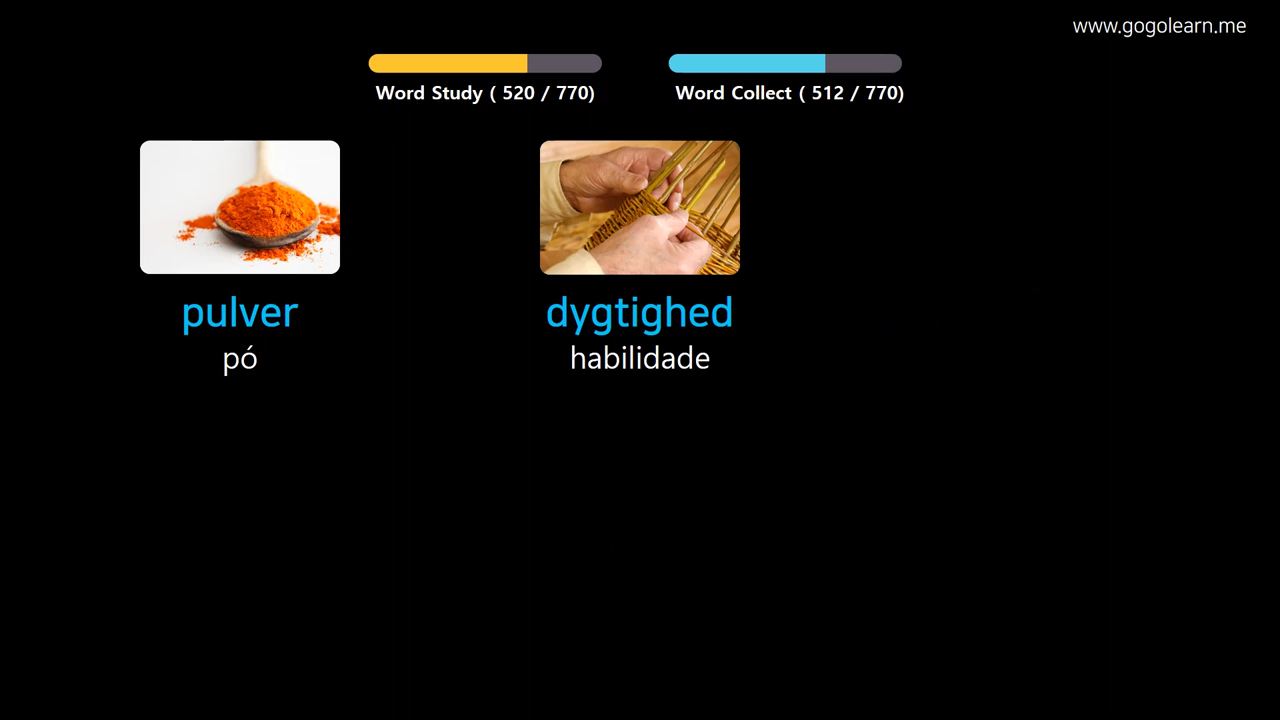 www.gogolearn.me
Word Study ( 520 / 770)
Word Collect ( 512 / 770)
pulver
dygtighed
pó
habilidade